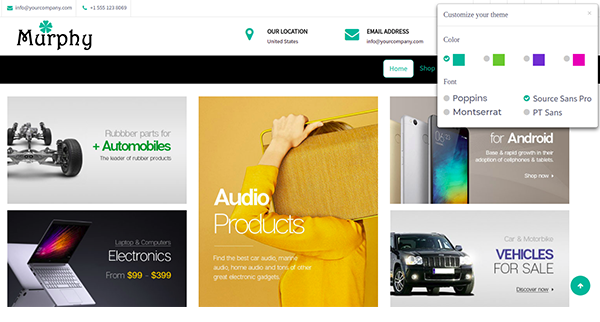 info@yourcompany.com
+1 555 123 8069
Murphy
OUR LOCATION
United States
EMAIL ADDRESS
info@yourcompany.com
Home
Shop
Customize your theme
×
Color
Font
Poppins
Source Sans Pro
Montserrat
PT Sans
Rubbber parts for
+ Automobiles
The leader of rubber products
Audio
Products
Find the best car audio, marine
audio, home audio and tons of other
great electronic gadgets.
for Android
Base & rapid growth in their
adoption of cellphones & tablets.
Shop now ›
Laptop & Computers
Electronics
From $99 - $399
Car & Motorbike
VEHICLES
FOR SALE
Discover now ›